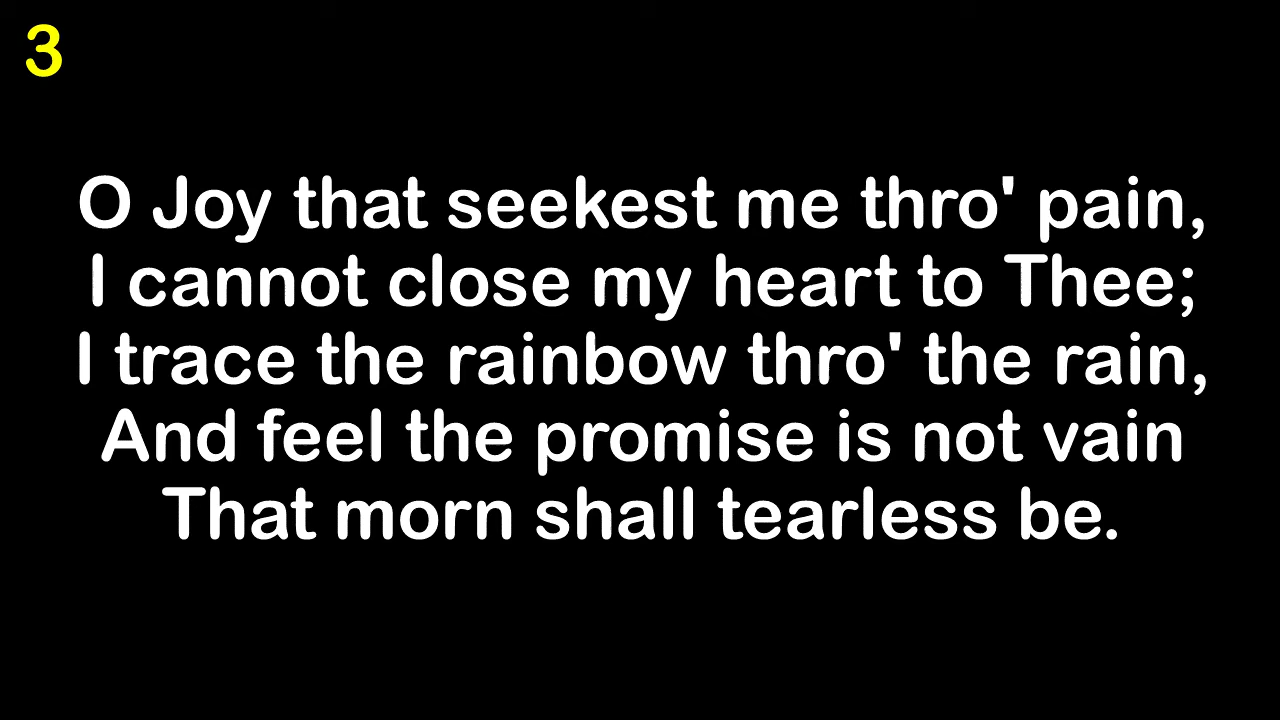 3
O Joy that seekest me thro' pain,
I cannot close my heart to Thee;
I trace the rainbow thro' the rain,
And feel the promise is not vain
That morn shall tearless be.